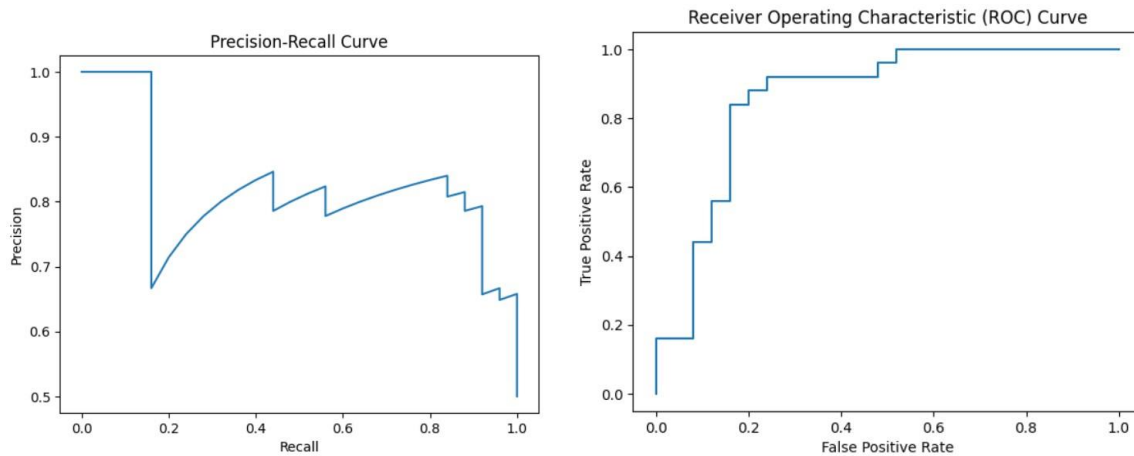 Precision-Recall Curve
1.0
0.9
0.8
0.7
0.6
0.5
Precision
0.0 0.2 0.4 0.6 0.8 1.0
Recall
Receiver Operating Characteristic (ROC) Curve
1.0
0.8
0.6
0.4
0.2
0.0
True Positive Rate
0.0 0.2 0.4 0.6 0.8 1.0
False Positive Rate